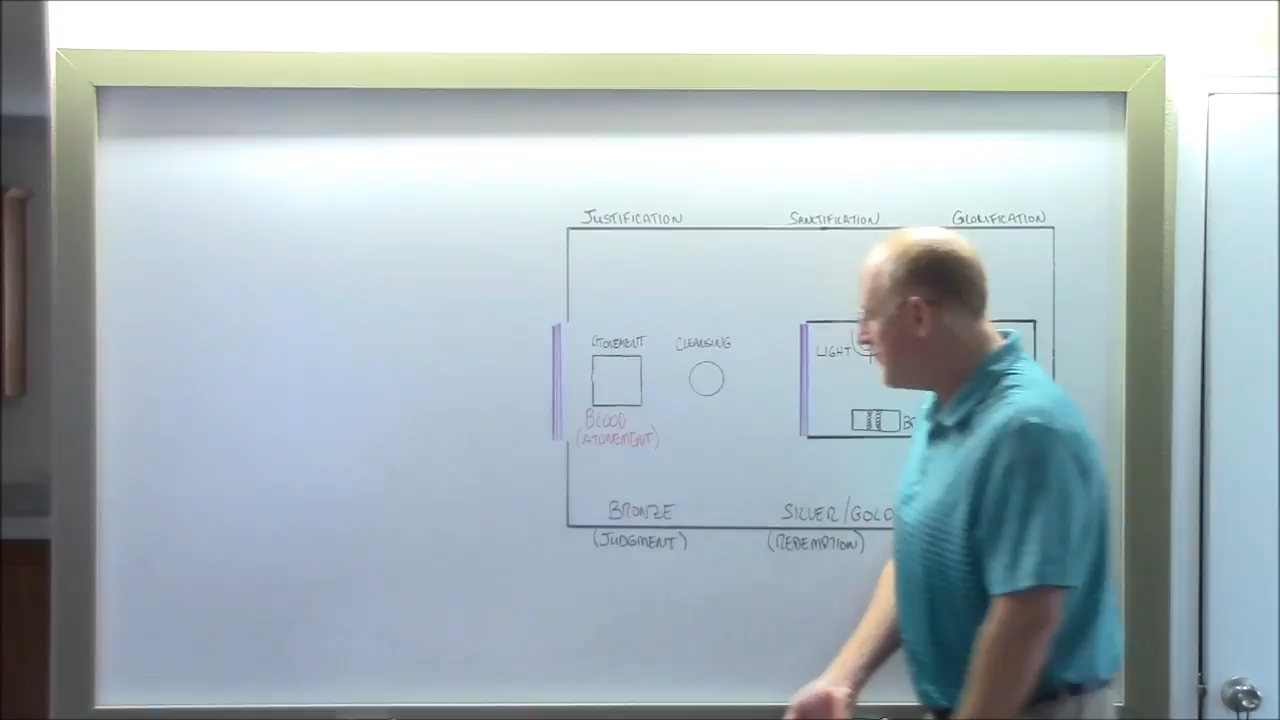 JUSTIFICATION
SANCTIFICATION
GLORIFICATION
ATONEMENT
CLEANSING
LIGHT
BLOOD
(ATONEMENT)
BRONZE
SILVER/GOLD
(JUDGMENT)
(REDEMPTION)